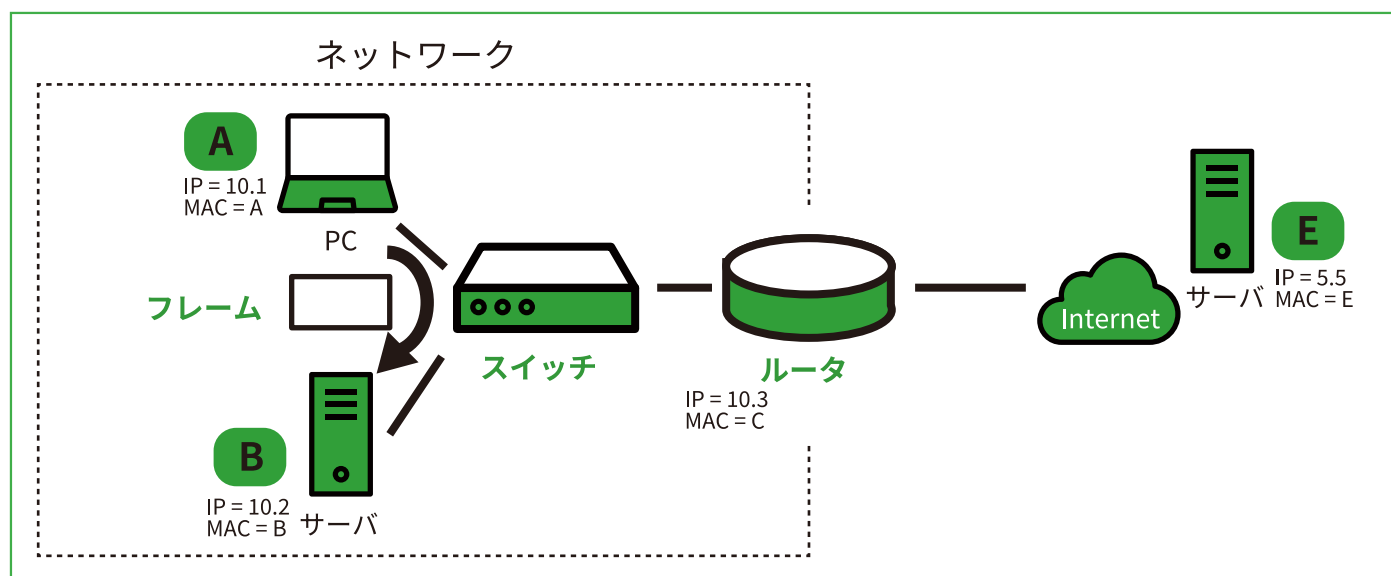 ネットワーク
A
IP = 10.1
MAC = A
PC
フレーム
スイッチ
B
IP = 10.2
MAC = B
サーバ
ルータ
IP = 10.3
MAC = C
Internet
サーバ
E
IP = 5.5
MAC = E